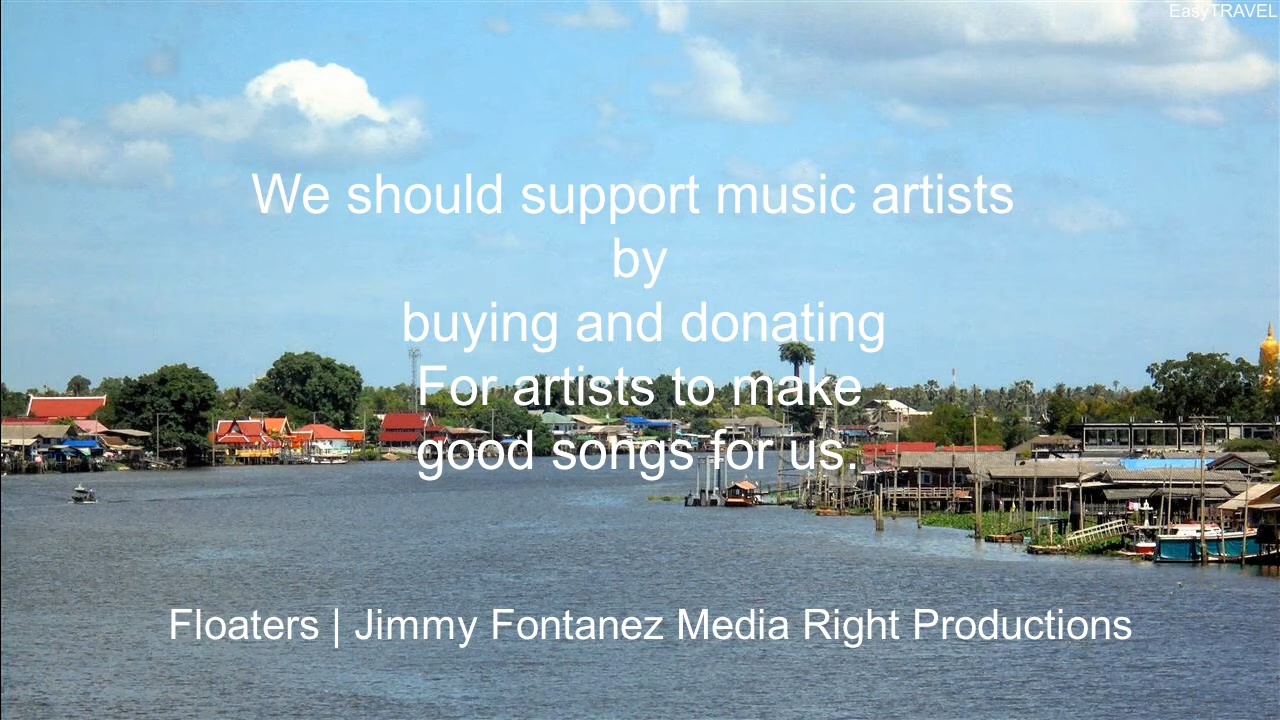 EasyTRAVEL
We should support music artists
by
buying and donating
For artists to make
good songs for us.
Floaters | Jimmy Fontanez Media Right Productions